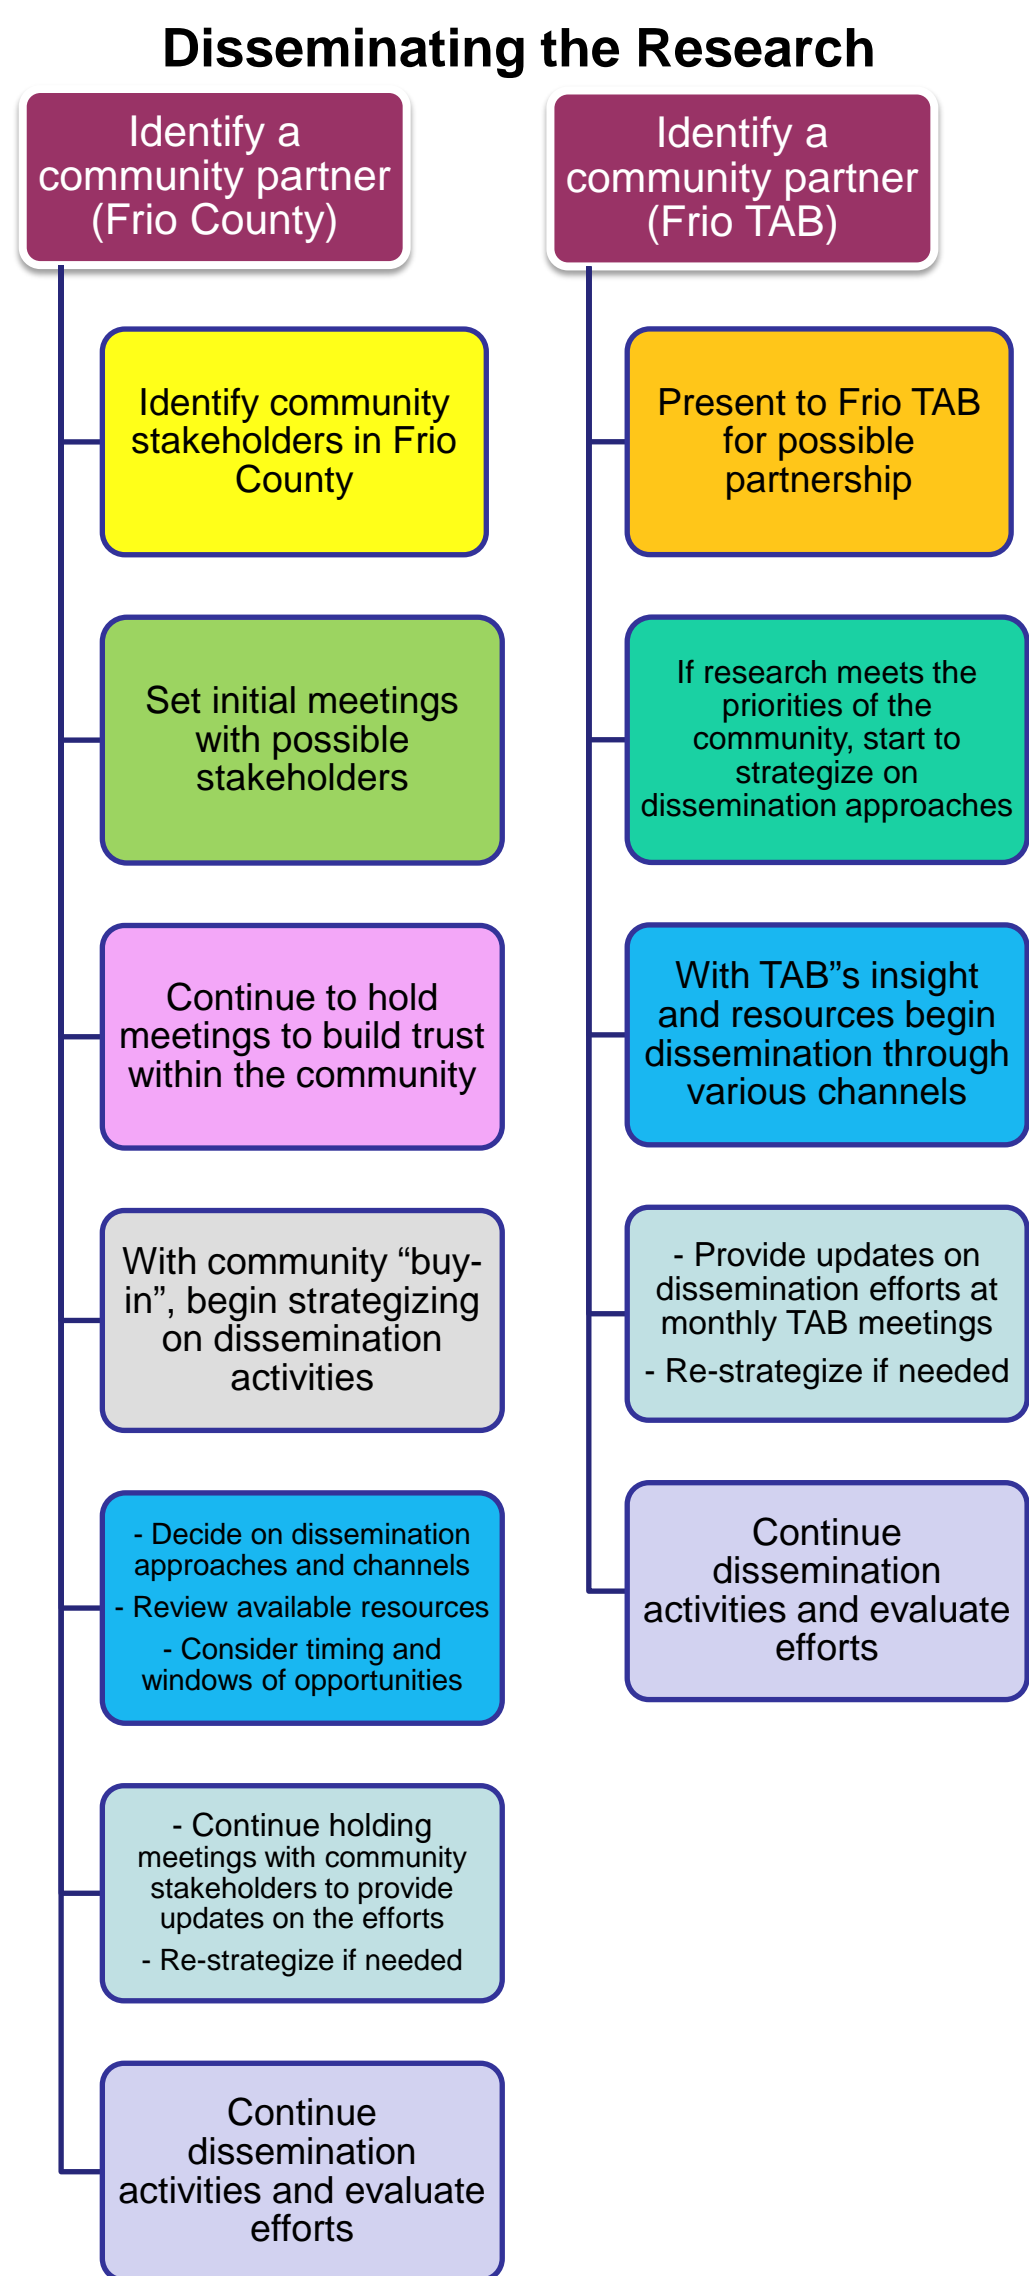 Disseminating the Research
Identify a
community partner
(Frio County)
Identify community
stakeholders in Frio
County
Set initial meetings
with possible
stakeholders
Continue to hold
meetings to build trust
within the community
With community “buy-
in”, begin strategizing
on dissemination
activities
- Decide on dissemination
approaches and channels
- Review available resources
- Consider timing and
windows of opportunities
- Continue holding
meetings with community
stakeholders to provide
updates on the efforts
- Re-strategize if needed
Continue
dissemination
activities and evaluate
efforts
Identify a
community partner
(Frio TAB)
Present to Frio TAB
for possible
partnership
If research meets the
priorities of the
community, start to
strategize on
dissemination approaches
With TAB”s insight
and resources begin
dissemination through
various channels
- Provide updates on
dissemination efforts at
monthly TAB meetings
- Re-strategize if needed
Continue
dissemination
activities and evaluate
efforts